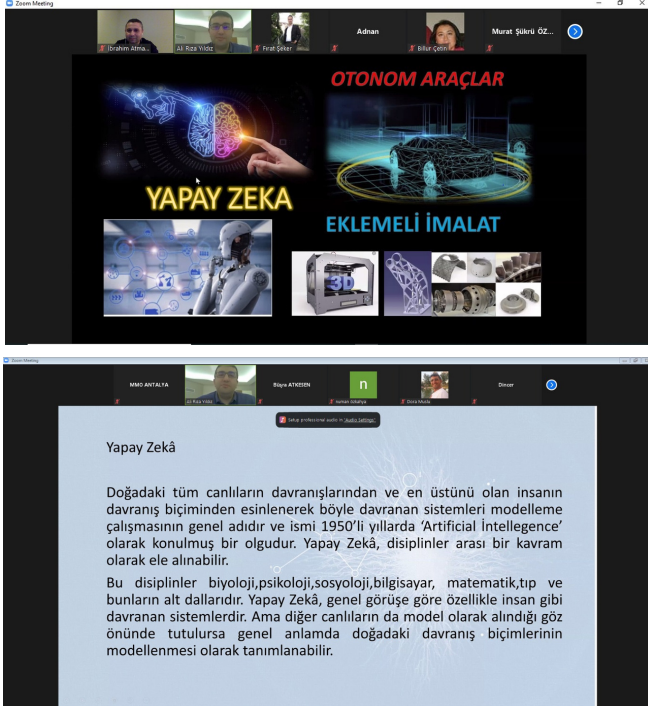 Zoom Meeting
İbrahim Atma...
Ali Rıza Yıldız
Fırat Şeker
Adnan
Billur Çetin
Murat Şükrü ÖZ...
OTONOM ARAÇLAR
YAPAY ZEKA
EKLEMELİ İMALAT
3D
Zoom Meeting
MMO ANTALYA
Ali Rıza Yıldız
Büşra ATKESEN
n
Dora Mutlu
Dincer
Setup professional audio in "Audio Settings"
Yapay Zekâ
Doğadaki tüm canlıların davranışlarından ve en üstünü olan insanın
davranış biçiminden esinlenerek böyle davranan sistemleri modelleme
çalışmasının genel adıdır ve ismi 1950'li yıllarda 'Artificial İntellegence'
olarak konulmuş bir olgudur. Yapay Zekâ, disiplinler arası bir kavram
olarak ele alınabilir.
Bu disiplinler biyoloji,psikoloji,sosyoloji,bilgisayar, matematik,tıp ve
bunların alt dallarıdır. Yapay Zekâ, genel görüşe göre özellikle insan gibi
davranan sistemlerdir. Ama diğer canlıların da model olarak alındığı göz
önünde tutulursa genel anlamda doğadaki davranış biçimlerinin
modellenmesi olarak tanımlanabilir.